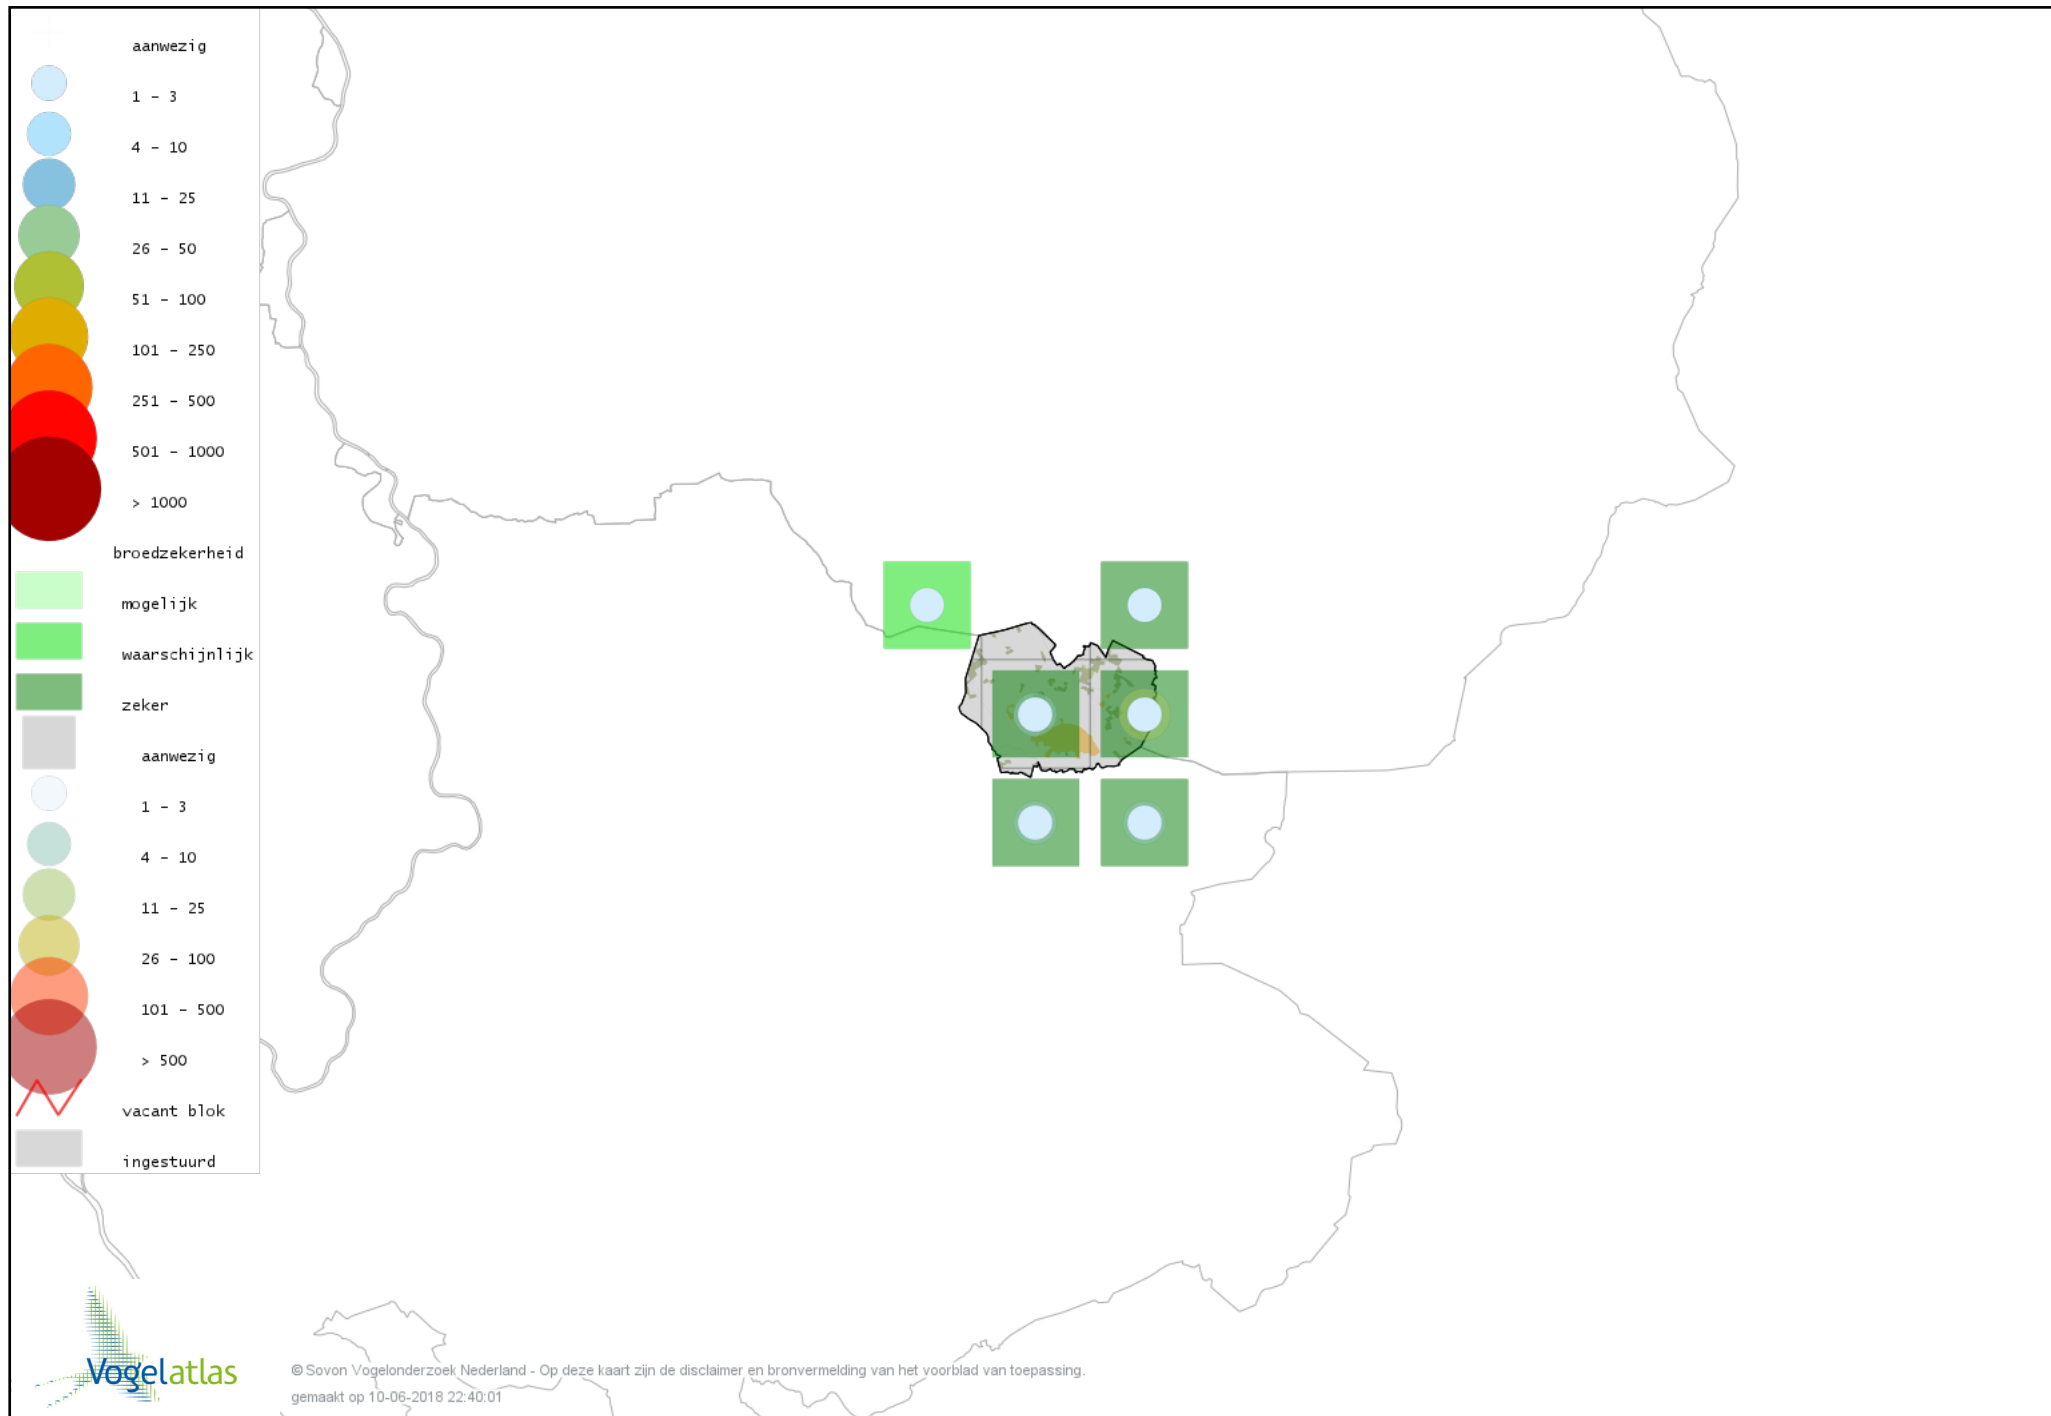 aanwezig
1 - 3
4 - 10
11 - 25
26 - 50
51 - 100
101 - 250
251 - 500
501 - 1000
> 1000
broedzekerheid
mogelijk
waarschijnlijk
zeker
aanwezig
1 - 3
4 - 10
11 - 25
26 - 100
101 - 500
> 500
vacant blok
ingestuurd
Vogelatlas
© Sovon Vogelonderzoek Nederland - Op deze kaart zijn de disclaimer en bronvermelding van het voorblad van toepassing.
gemaakt op 10-06-2018 22:40:01